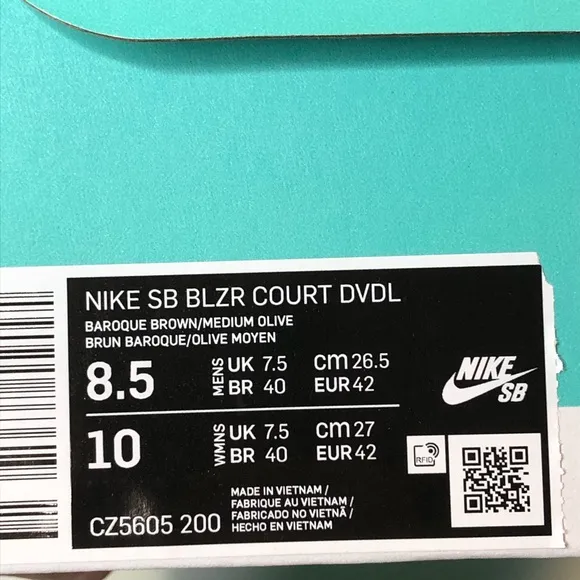 NIKE SB BLZR COURT DVDL
BAROQUE BROWN/MEDIUM OLIVE
BRUN BAROQUE/OLIVE MOYEN
8.5 MENS UK 7.5 CM 26.5
BR 40 EUR 42
10 WMNS UK 7.5 CM 27
BR 40 EUR 42
NIKE
SB
RFID
CZ5605 200
MADE IN VIETNAM /
FABRIQUE AU VIETNAM /
FABRICADO NO VIETNÃ /
HECHO EN VIETNAM